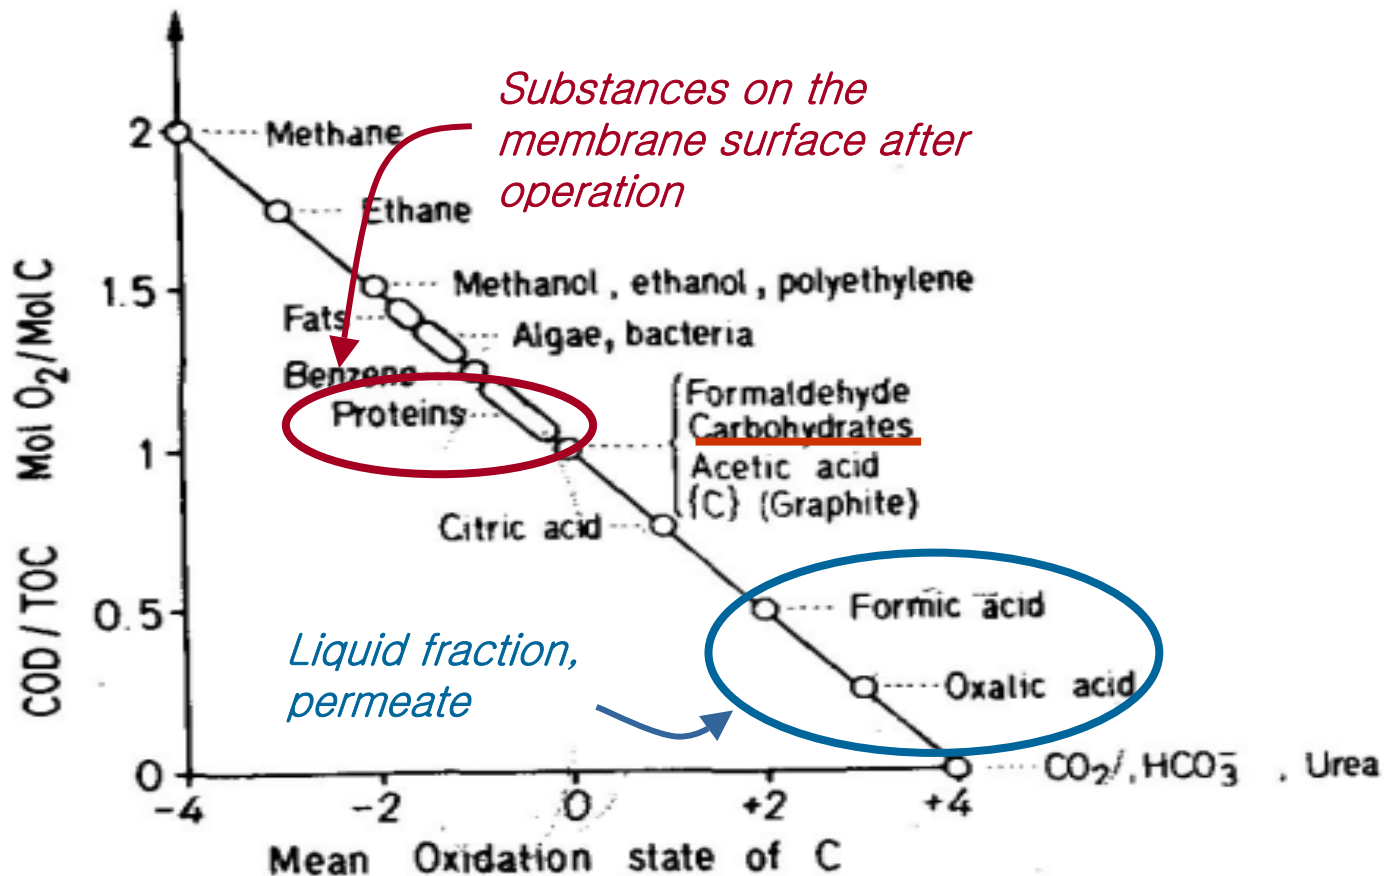 Substances on the
membrane surface after
operation
2
Methane
Ethane
1.5
Methanol, ethanol, polyethylene
Fats
Algae, bacteria
Benzene
Proteins
Formaldehyde
Carbohydrates
1
Acetic acid
{C} (Graphite)
Citric acid
0.5
Formic acid
Liquid fraction,
permeate
Oxalic acid
0
CO₂/, HCO₃⁻ , Urea
-4
-2
0
+2
+4
Mean Oxidation state of C
COD/TOC Mol O₂/Mol C